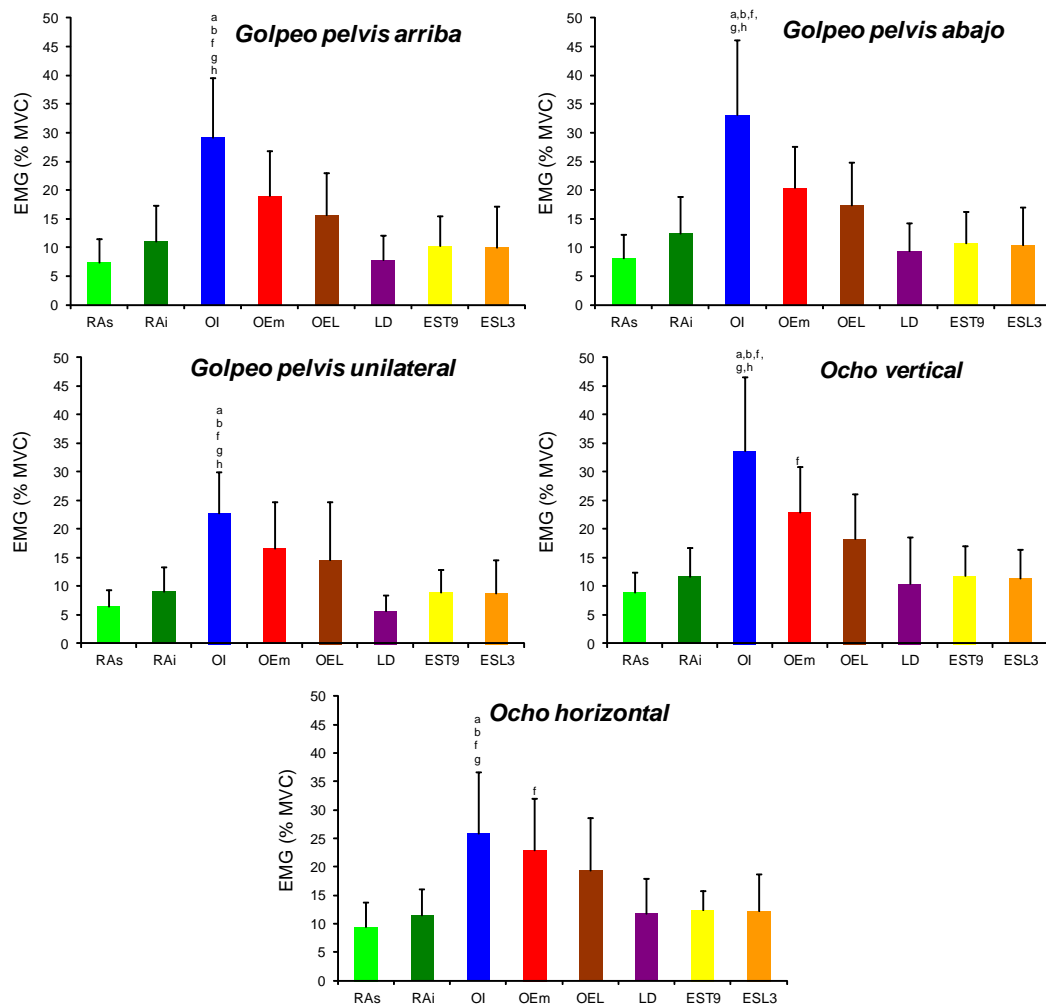 Golpeo pelvis arriba
EMG (% MVC)
50
45
40
35
30
25
20
15
10
5
0
a
b
f
g
h
RAs RAi OI OEm OEL LD EST9 ESL3
Golpeo pelvis abajo
EMG (% MVC)
50
45
40
35
30
25
20
15
10
5
0
a,b,f,
g,h
RAs RAi OI OEm OEL LD EST9 ESL3
Golpeo pelvis unilateral
EMG (% MVC)
50
45
40
35
30
25
20
15
10
5
0
a
b
f
g
h
RAs RAi OI OEm OEL LD EST9 ESL3
Ocho vertical
EMG (% MVC)
50
45
40
35
30
25
20
15
10
5
0
a,b,f,
g,h
f
RAs RAi OI OEm OEL LD EST9 ESL3
Ocho horizontal
EMG (% MVC)
50
45
40
35
30
25
20
15
10
5
0
a
b
f
g
f
RAs RAi OI OEm OEL LD EST9 ESL3